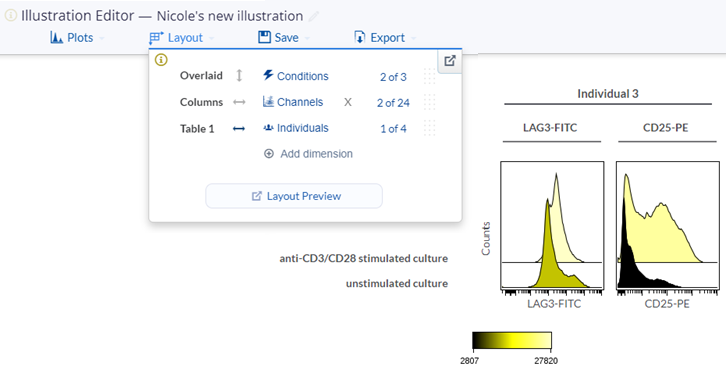 Illustration Editor — Nicole's new illustration
Plots Layout Save Export
Overlaid Conditions 2 of 3
Columns Channels X 2 of 24
Table 1 Individuals 1 of 4
Add dimension
Layout Preview
Individual 3
LAG3-FITC CD25-PE
Counts
anti-CD3/CD28 stimulated culture
unstimulated culture
LAG3-FITC CD25-PE
2807 27820